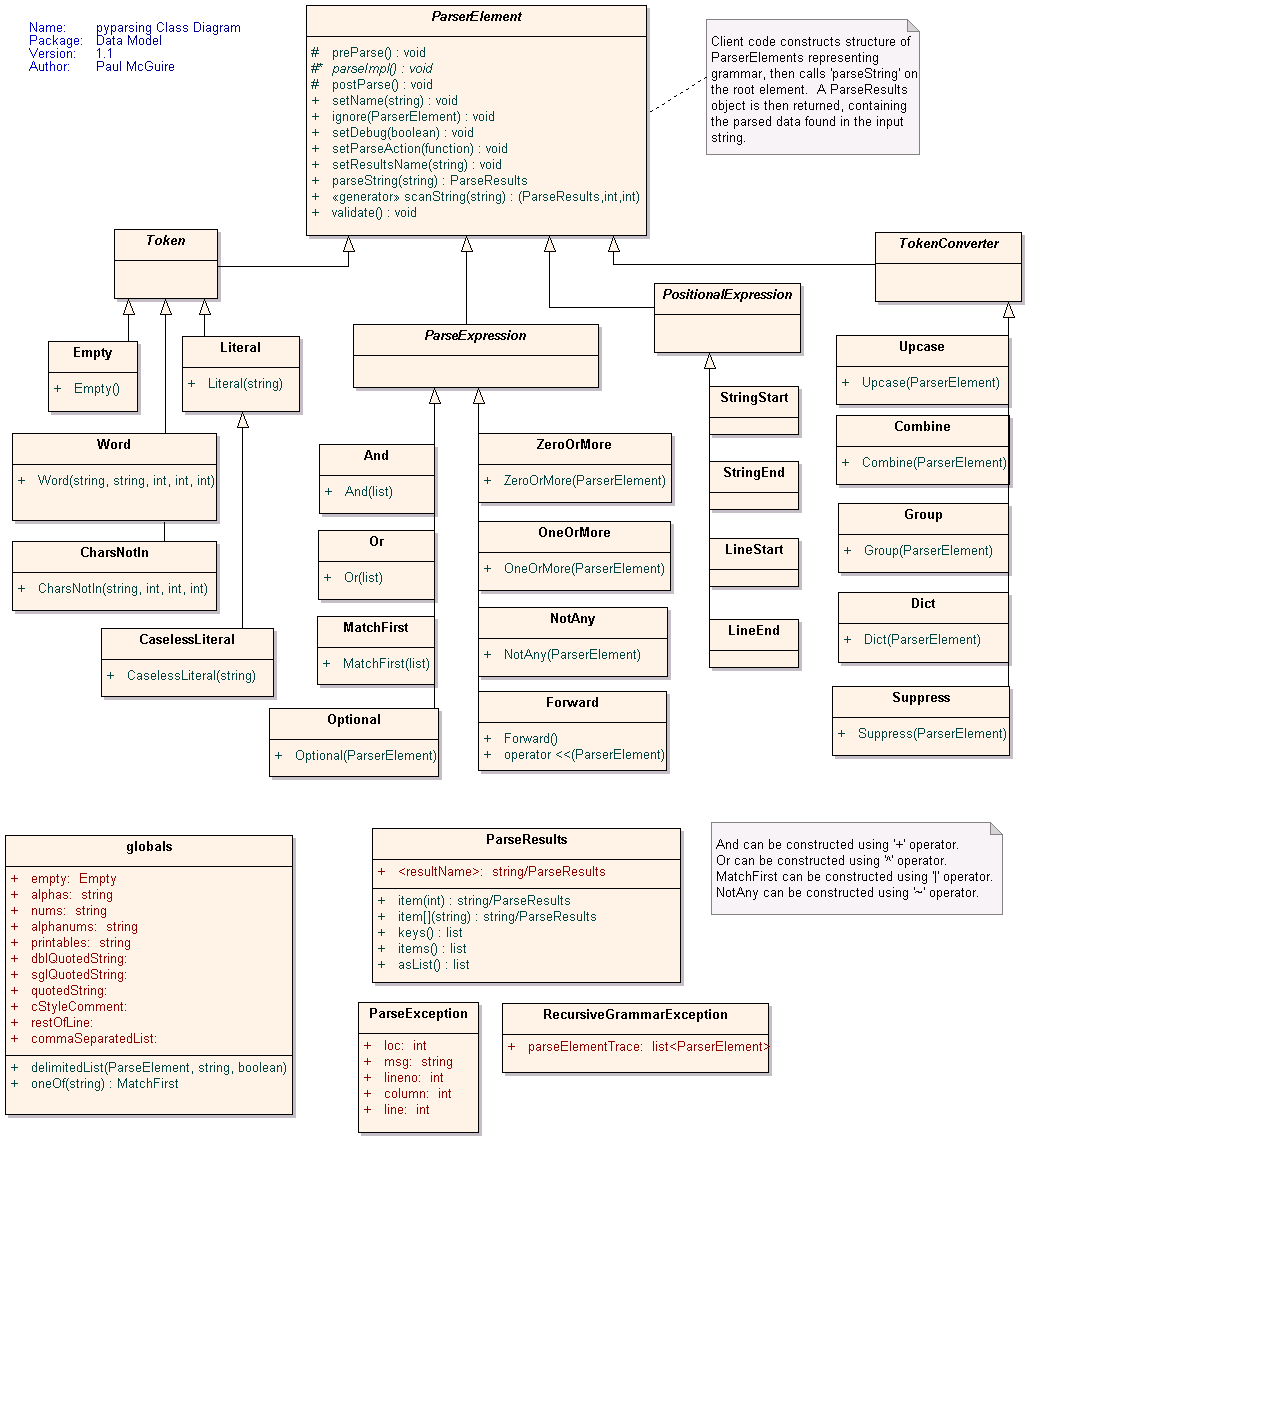 Name: pyparsing Class Diagram
Package: Data Model
Version: 1.1
Author: Paul McGuire
ParserElement
# preParse() : void
#* parseImpl() : void
# postParse() : void
+ setName(string) : void
+ ignore(ParserElement) : void
+ setDebug(boolean) : void
+ setParseAction(function) : void
+ setResultsName(string) : void
+ parseString(string) : ParseResults
+ «generator» scanString(string) : (ParseResults,int,int)
+ validate() : void
Client code constructs structure of
ParserElements representing
grammar, then calls 'parseString' on
the root element. A ParseResults
object is then returned, containing
the parsed data found in the input
string.
Token
TokenConverter
PositionalExpression
ParseExpression
Empty
+ Empty()
Literal
+ Literal(string)
Word
+ Word(string, string, int, int, int)
CharsNotIn
+ CharsNotIn(string, int, int, int)
CaselessLiteral
+ CaselessLiteral(string)
And
+ And(list)
Or
+ Or(list)
MatchFirst
+ MatchFirst(list)
Optional
+ Optional(ParserElement)
ZeroOrMore
+ ZeroOrMore(ParserElement)
OneOrMore
+ OneOrMore(ParserElement)
NotAny
+ NotAny(ParserElement)
Forward
+ Forward()
+ operator <<(ParserElement)
StringStart
StringEnd
LineStart
LineEnd
Upcase
+ Upcase(ParserElement)
Combine
+ Combine(ParserElement)
Group
+ Group(ParserElement)
Dict
+ Dict(ParserElement)
Suppress
+ Suppress(ParserElement)
globals
+ empty: Empty
+ alphas: string
+ nums: string
+ alphanums: string
+ printables: string
+ dblQuotedString:
+ sglQuotedString:
+ quotedString:
+ cStyleComment:
+ restOfLine:
+ commaSeparatedList:
+ delimitedList(ParseElement, string, boolean)
+ oneOf(string) : MatchFirst
ParseResults
+ <resultName>: string/ParseResults
+ item(int) : string/ParseResults
+ item[](string) : string/ParseResults
+ keys() : list
+ items() : list
+ asList() : list
And can be constructed using '+' operator.
Or can be constructed using '^' operator.
MatchFirst can be constructed using '|' operator.
NotAny can be constructed using '~' operator.
ParseException
+ loc: int
+ msg: string
+ lineno: int
+ column: int
+ line: int
RecursiveGrammarException
+ parseElementTrace: list<ParserElement>